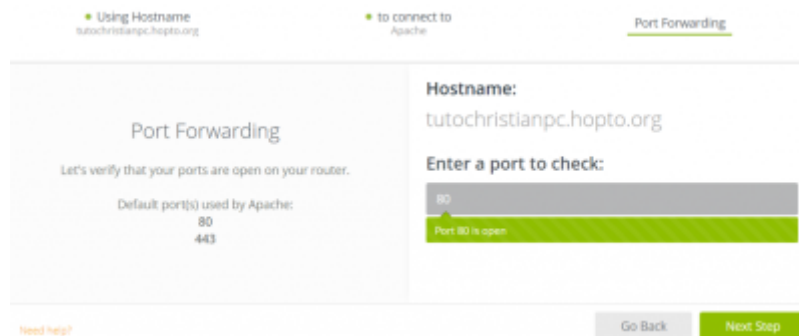 Using Hostname
tutochristianpc.hopto.org
to connect to
Apache
Port Forwarding
Port Forwarding
Let's verify that your ports are open on your router.
Default port(s) used by Apache:
80
443
Hostname:
tutochristianpc.hopto.org
Enter a port to check:
80
Port 80 is open
Need help?
Go Back
Next Step